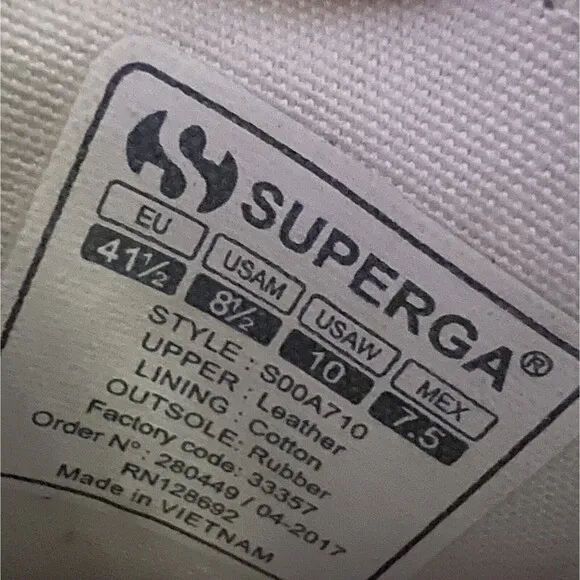 SUPERGA®
EU USAM USAW MEX
41½ 8½ 10 7.5
STYLE : S00A710
UPPER : Leather
LINING : Cotton
OUTSOLE: Rubber
Factory code: 33357
Order N°: 280449 / 04-2017
RN128692
Made in VIETNAM